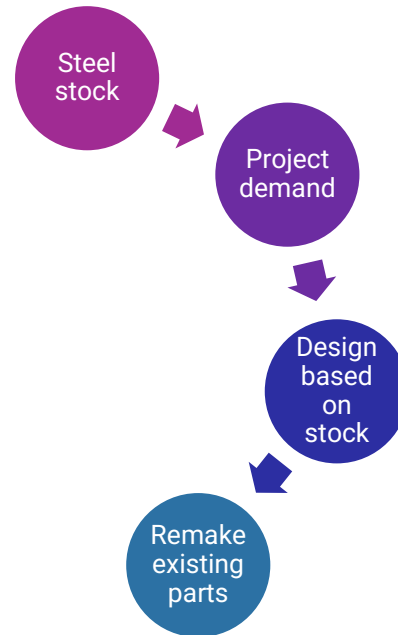 Steel
stock
Project
demand
Design
based
on
stock
Remake
existing
parts